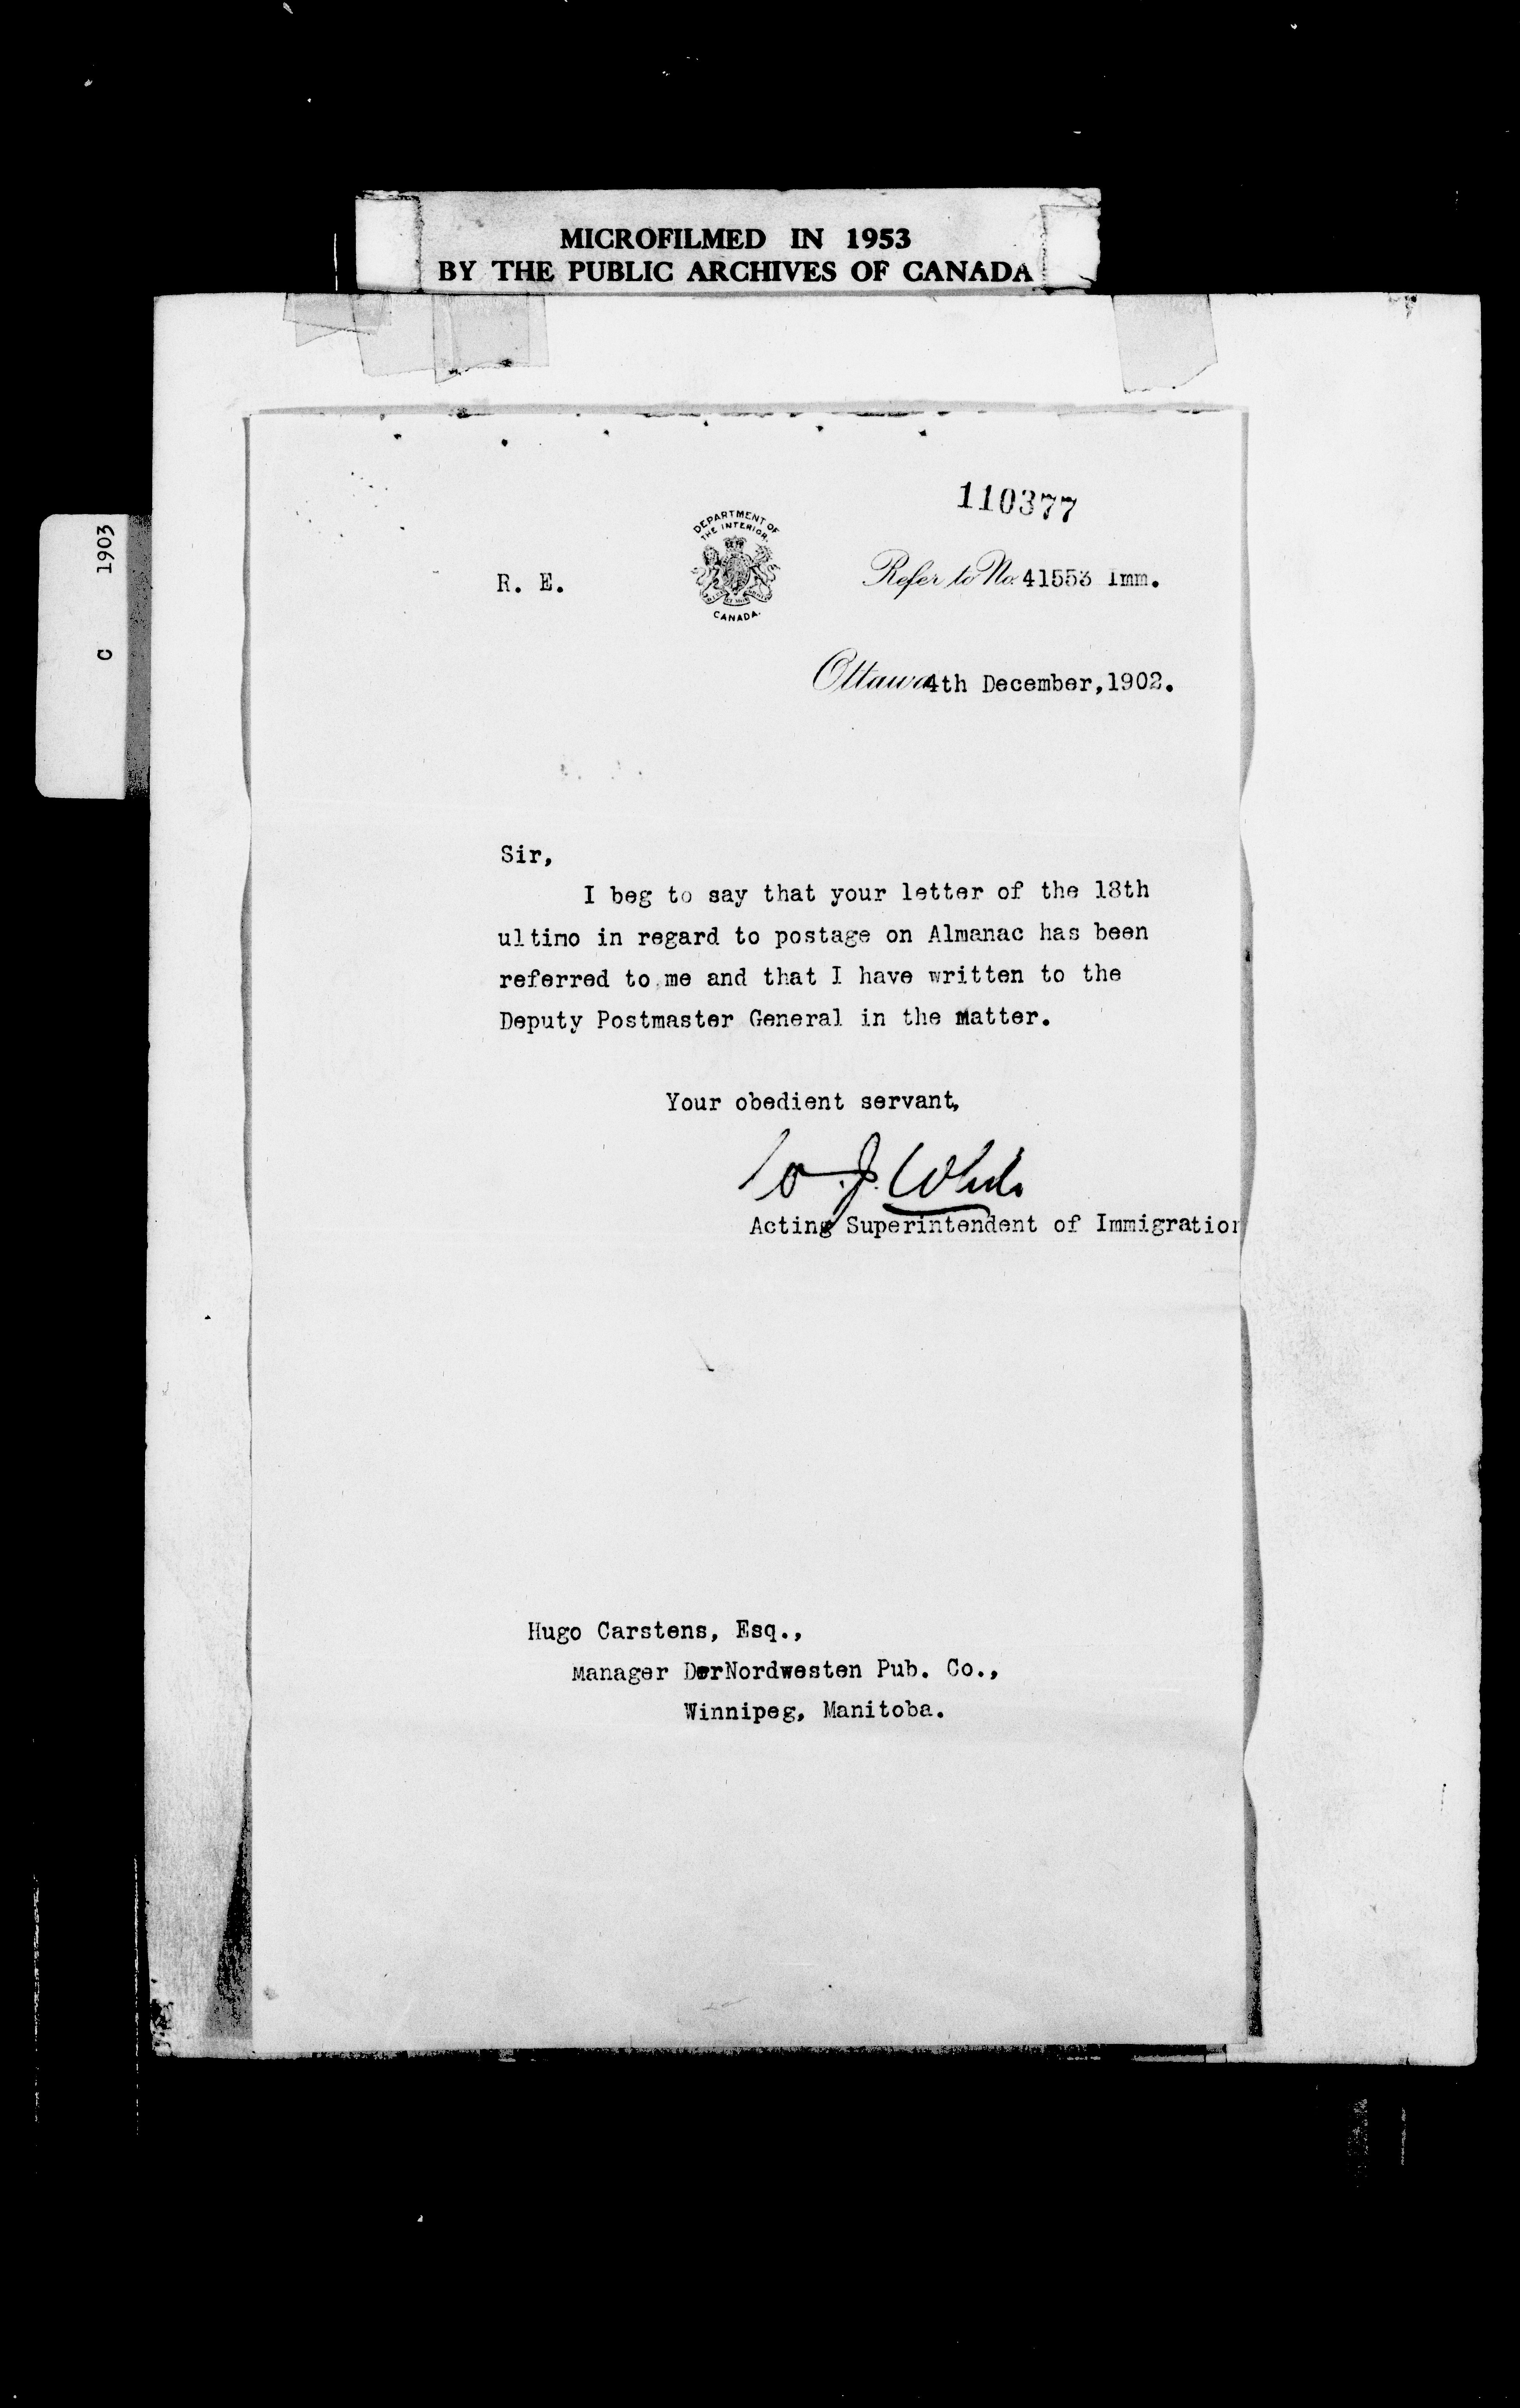 MICROFILMED IN 1953
BY THE PUBLIC ARCHIVES OF CANADA
C 1903
110377
DEPARTMENT OF
THE INTERIOR.
CANADA.
R. E.
Refer to No. 41553 Imm.
Ottawa 4th December, 1902.
Sir,
I beg to say that your letter of the 18th
ultimo in regard to postage on Almanac has been
referred to me and that I have written to the
Deputy Postmaster General in the matter.
Your obedient servant,
W. J. White
Acting Superintendent of Immigration
Hugo Carstens, Esq.,
Manager DerNordwesten Pub. Co.,
Winnipeg, Manitoba.